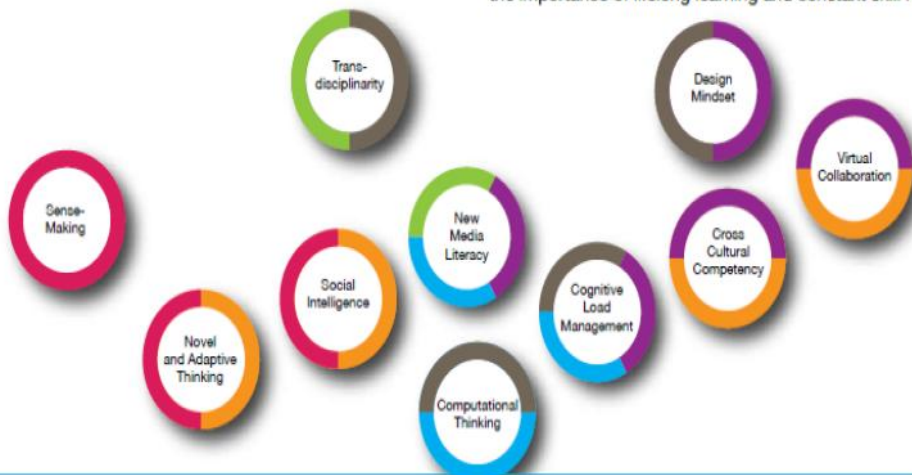 Trans-
disciplinarity
Design
Mindset
Virtual
Collaboration
Sense-
Making
New
Media
Literacy
Cross
Cultural
Competency
Social
Intelligence
Cognitive
Load
Management
Novel
and Adaptive
Thinking
Computational
Thinking